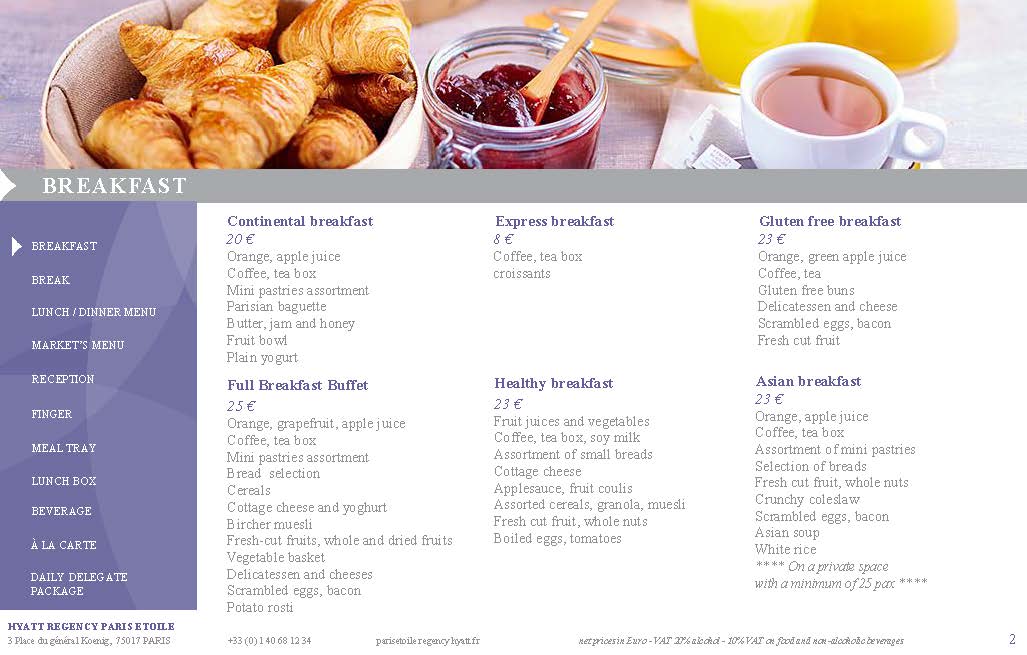 BREAKFAST
BREAKFAST
BREAK
LUNCH / DINNER MENU
MARKET'S MENU
RECEPTION
FINGER
MEAL TRAY
LUNCH BOX
BEVERAGE
À LA CARTE
DAILY DELEGATE
PACKAGE
Continental breakfast
20 €
Orange, apple juice
Coffee, tea box
Mini pastries assortment
Parisian baguette
Butter, jam and honey
Fruit bowl
Plain yogurt
Express breakfast
8 €
Coffee, tea box
croissants
Gluten free breakfast
23 €
Orange, green apple juice
Coffee, tea
Gluten free buns
Delicatessen and cheese
Scrambled eggs, bacon
Fresh cut fruit
Full Breakfast Buffet
25 €
Orange, grapefruit, apple juice
Coffee, tea box
Mini pastries assortment
Bread selection
Cereals
Cottage cheese and yoghurt
Bircher muesli
Fresh-cut fruits, whole and dried fruits
Vegetable basket
Delicatessen and cheeses
Scrambled eggs, bacon
Potato rosti
Healthy breakfast
23 €
Fruit juices and vegetables
Coffee, tea box, soy milk
Assortment of small breads
Cottage cheese
Applesauce, fruit coulis
Assorted cereals, granola, muesli
Fresh cut fruit, whole nuts
Boiled eggs, tomatoes
Asian breakfast
23 €
Orange, apple juice
Coffee, tea box
Assortment of mini pastries
Selection of breads
Fresh cut fruit, whole nuts
Crunchy coleslaw
Scrambled eggs, bacon
Asian soup
White rice
**** On a private space
with a minimum of 25 pax ****
HYATT REGENCY PARIS ETOILE
3 Place du général Koenig, 75017 PARIS
+33 (0) 1 40 68 12 34
parisetoile.regency.hyatt.fr
net prices in Euro - VAT 20% alcohol - 10% VAT on food and non-alcoholic beverages
2